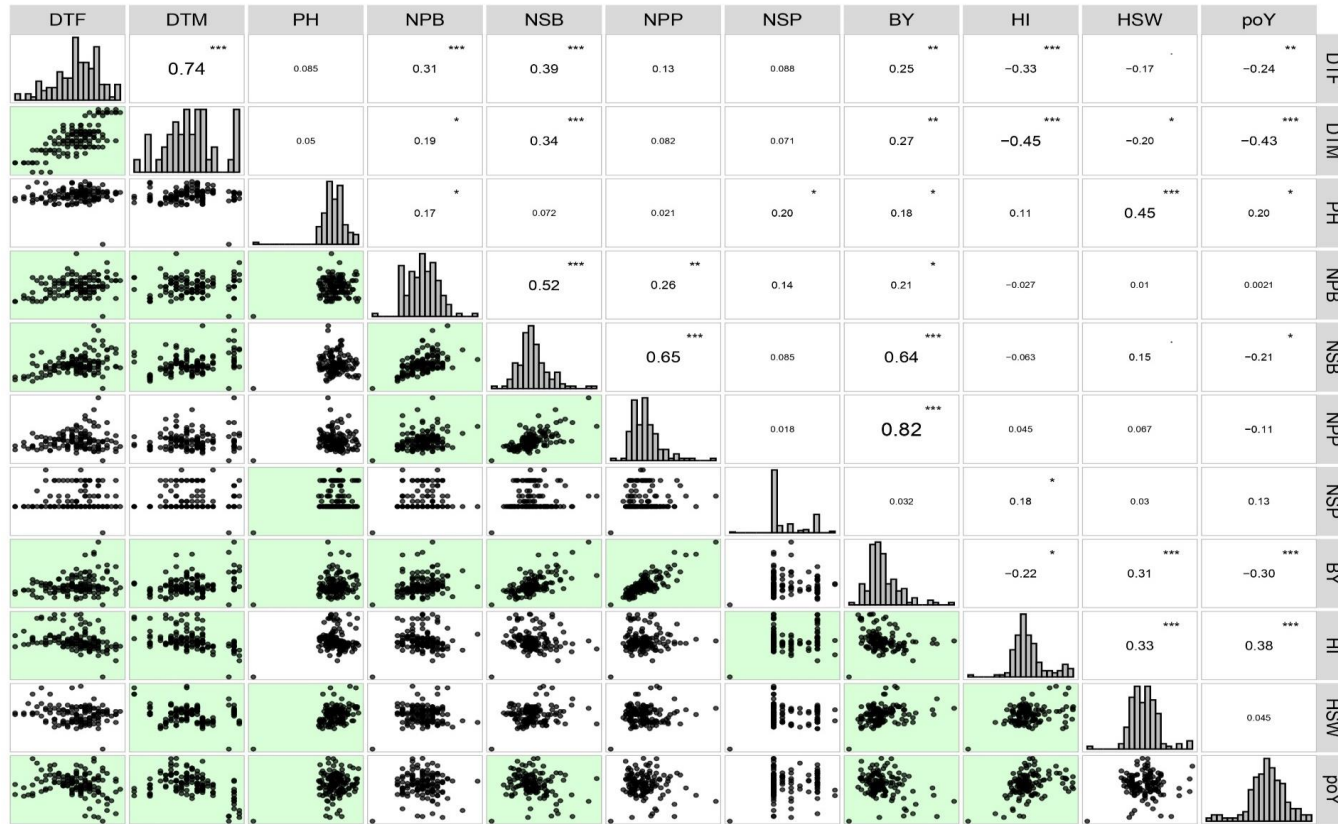 DTF DTM PH NPB NSB NPP NSP BY HI HSW poY
0.74 *** 0.085 0.31 *** 0.39 *** 0.13 0.088 0.25 ** −0.33 *** −0.17 . −0.24 ** DTF
0.05 0.19 * 0.34 *** 0.082 0.071 0.27 ** −0.45 *** −0.20 * −0.43 *** DTM
0.17 * 0.072 0.021 0.20 * 0.18 * 0.11 0.45 *** 0.20 * PH
0.52 *** 0.26 ** 0.14 0.21 * −0.027 0.01 0.0021 NPB
0.65 *** 0.085 0.64 *** −0.063 0.15 . −0.21 * NSB
0.018 0.82 *** 0.045 0.067 −0.11 NPP
0.032 0.18 * 0.03 0.13 NSP
−0.22 * 0.31 *** −0.30 *** BY
0.33 *** 0.38 *** HI
0.045 HSW
poY